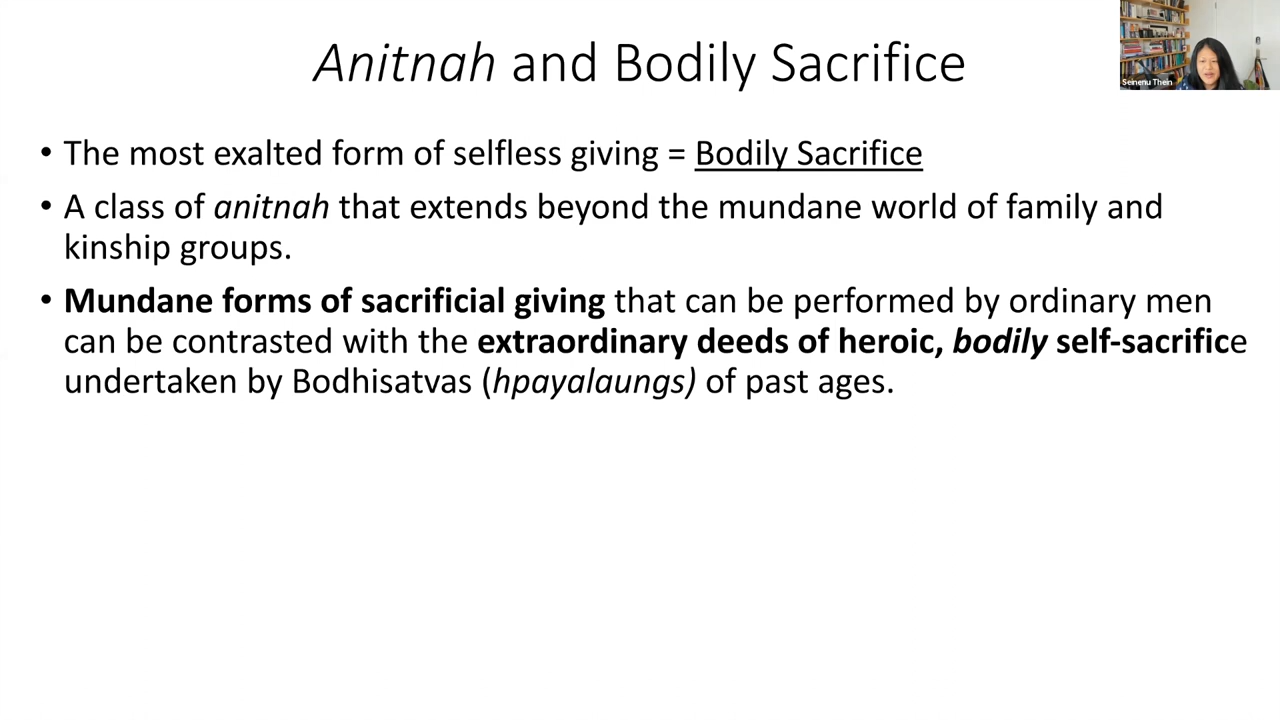 Anitnah and Bodily Sacrifice
Seinenu Thein
• The most exalted form of selfless giving = Bodily Sacrifice
• A class of anitnah that extends beyond the mundane world of family and
kinship groups.
• Mundane forms of sacrificial giving that can be performed by ordinary men
can be contrasted with the extraordinary deeds of heroic, bodily self-sacrifice
undertaken by Bodhisatvas (hpayalaungs) of past ages.